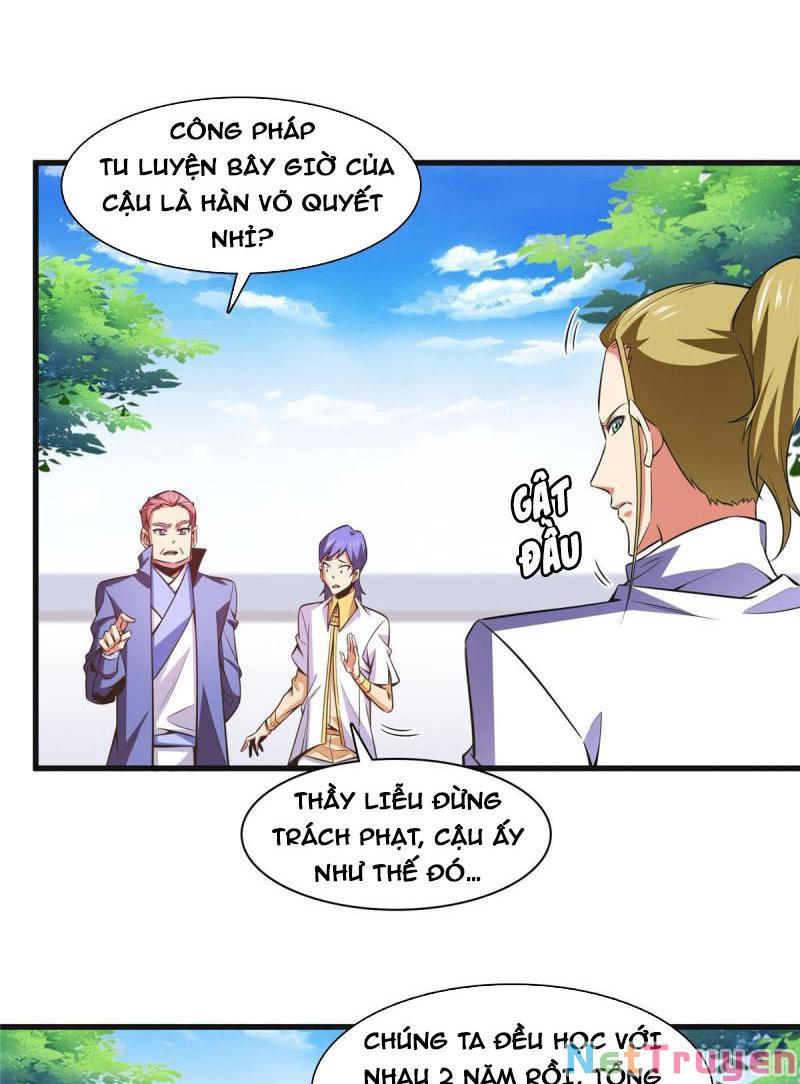 CÔNG PHÁP
TU LUYỆN BÂY GIỜ CỦA
CẬU LÀ HÀN VÕ QUYẾT
NHỈ?
GẬT
ĐẦU
THẦY LIỄU ĐỪNG
TRÁCH PHẠT, CẬU ẤY
NHƯ THẾ ĐÓ...
CHÚNG TA ĐỀU HỌC VỚI
NHAU 2 NĂM RỒI, TỔNG
NetTruyen